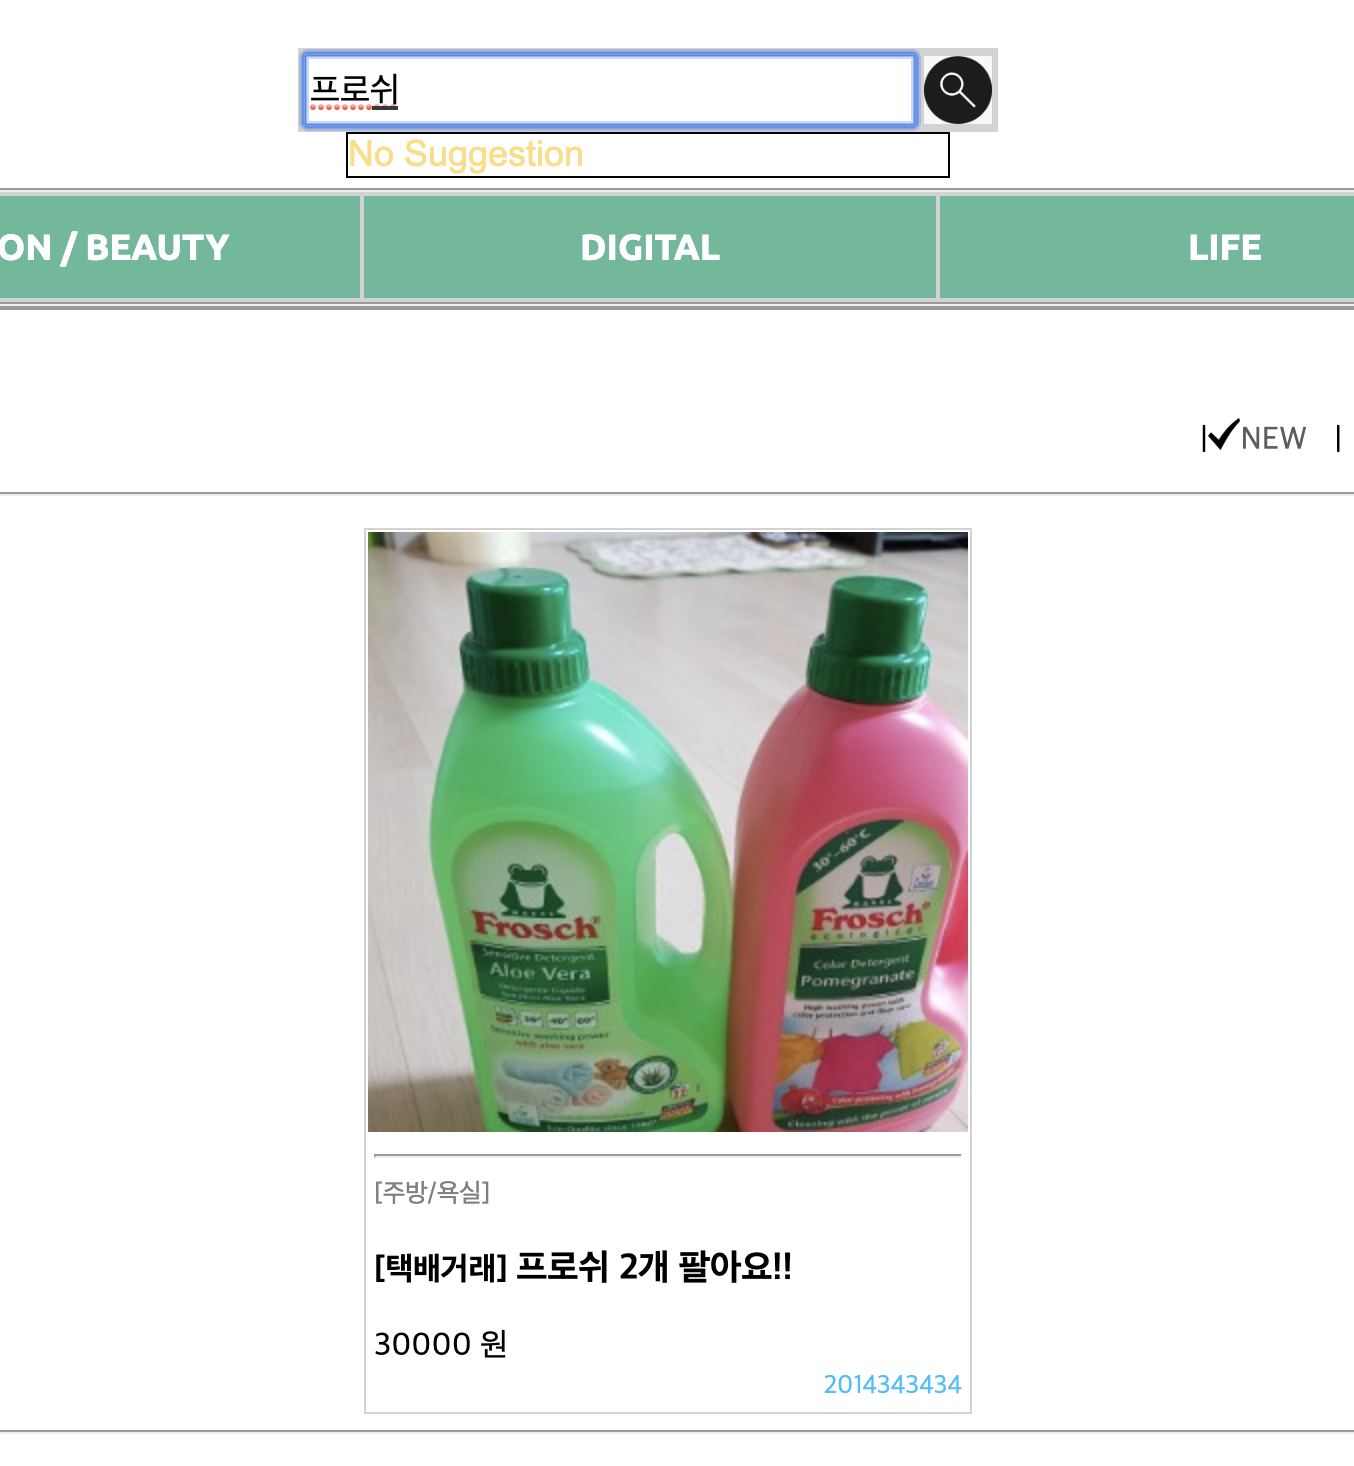 프로쉬
No Suggestion
ON / BEAUTY
DIGITAL
LIFE
NEW
Frosch
Sensitive Detergent
Aloe Vera
30°-60°C
Frosch
ecological
Color Detergent
Pomegranate
[주방/욕실]
[택배거래] 프로쉬 2개 팔아요!!
30000 원
2014343434